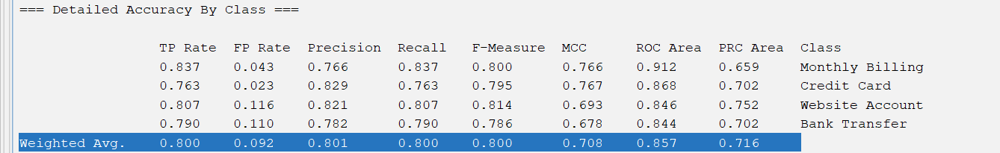 === Detailed Accuracy By Class ===
TP Rate FP Rate Precision Recall F-Measure MCC ROC Area PRC Area Class
0.837 0.043 0.766 0.837 0.800 0.766 0.912 0.659 Monthly Billing
0.763 0.023 0.829 0.763 0.795 0.767 0.868 0.702 Credit Card
0.807 0.116 0.821 0.807 0.814 0.693 0.846 0.752 Website Account
0.790 0.110 0.782 0.790 0.786 0.678 0.844 0.702 Bank Transfer
Weighted Avg. 0.800 0.092 0.801 0.800 0.800 0.708 0.857 0.716